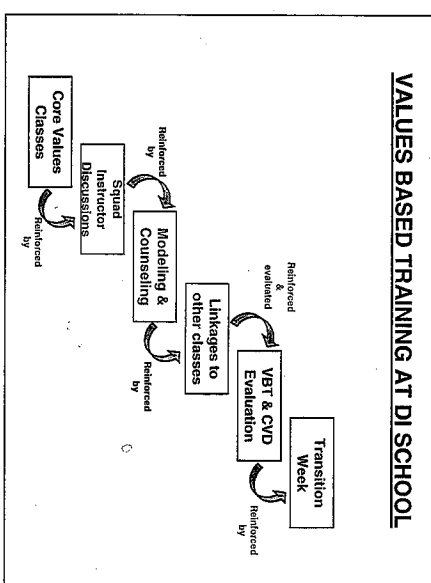 VALUES BASED TRAINING AT DI SCHOOL
Core Values
Classes
Reinforced
by
Squad
Instructor
Discussions
Reinforced
by
Modeling &
Counseling
Reinforced
by
Linkages to
other classes
Reinforced
&
evaluated
VBT & CVD
Evaluation
Reinforced
by
Transition
Week